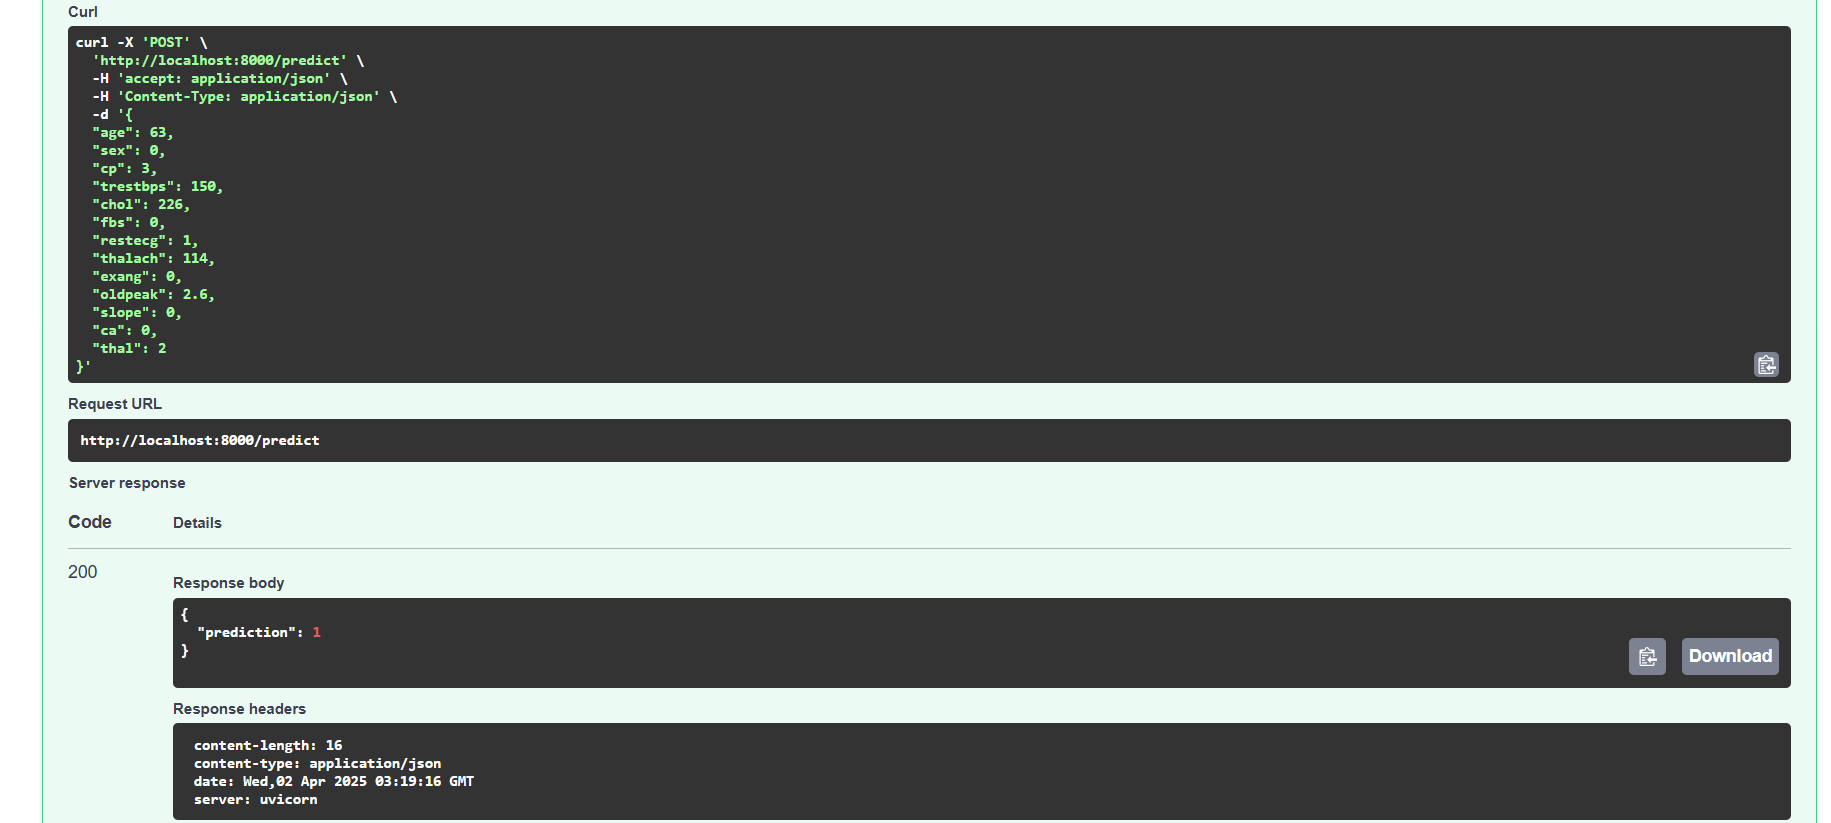 Curl
curl -X 'POST' \
'http://localhost:8000/predict' \
-H 'accept: application/json' \
-H 'Content-Type: application/json' \
-d '{
"age": 63,
"sex": 0,
"cp": 3,
"trestbps": 150,
"chol": 226,
"fbs": 0,
"restecg": 1,
"thalach": 114,
"exang": 0,
"oldpeak": 2.6,
"slope": 0,
"ca": 0,
"thal": 2
}'
Request URL
http://localhost:8000/predict
Server response
Code Details
200
Response body
{
"prediction": 1
}
Download
Response headers
content-length: 16
content-type: application/json
date: Wed,02 Apr 2025 03:19:16 GMT
server: uvicorn